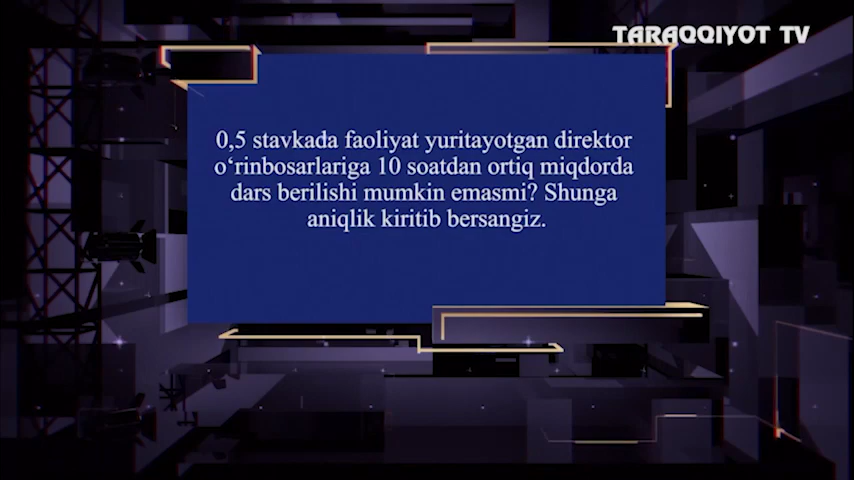 TARAQQIYOT TV
0,5 stavkada faoliyat yuritayotgan direktor
o‘rinbosarlariga 10 soatdan ortiq miqdorda
dars berilishi mumkin emasmi? Shunga
aniqlik kiritib bersangiz.